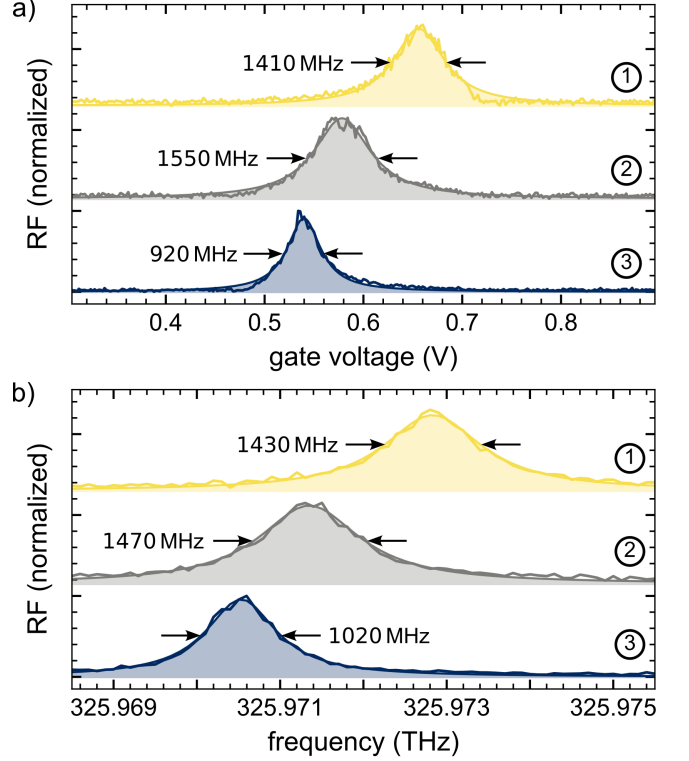 a)
RF (normalized)
1410 MHz
1
1550 MHz
2
920 MHz
3
0.4 0.5 0.6 0.7 0.8
gate voltage (V)
b)
RF (normalized)
1430 MHz
1
1470 MHz
2
1020 MHz
3
325.969 325.971 325.973 325.975
frequency (THz)